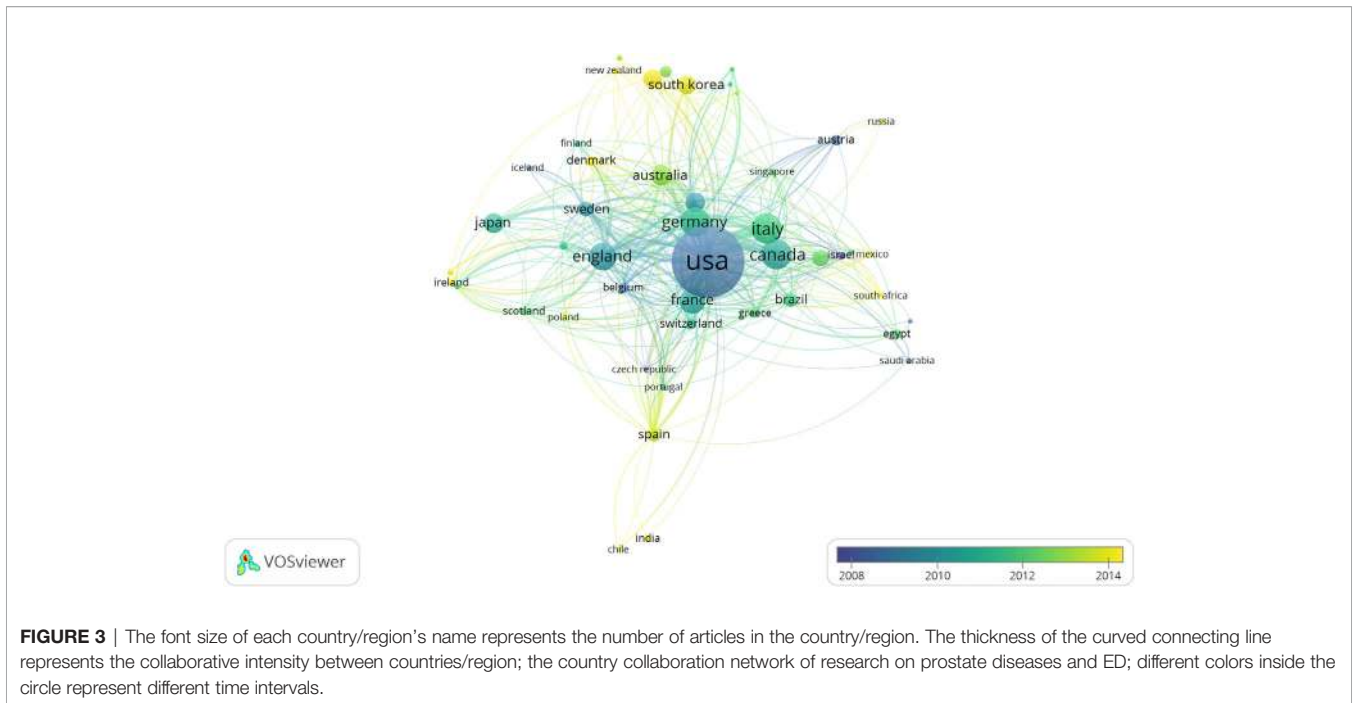 new zealand
south korea
russia
austria
finland
denmark
iceland
singapore
australia
sweden
japan
germany
italy
england
usa
canada
israel
mexico
ireland
belgium
south africa
france
brazil
scotland
poland
greece
switzerland
egypt
saudi arabia
czech republic
portugal
spain
india
chile
VOSviewer
2008 2010 2012 2014
FIGURE 3 | The font size of each country/region's name represents the number of articles in the country/region. The thickness of the curved connecting line
represents the collaborative intensity between countries/region; the country collaboration network of research on prostate diseases and ED; different colors inside the
circle represent different time intervals.